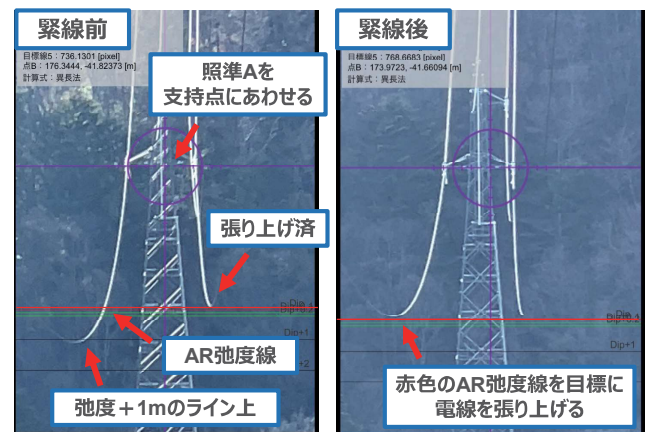 緊線前
目標線5：736.1301 [pixel]
点B：176.3444, -41.82373 [m]
計算式：異長法
照準Aを
支持点にあわせる
張り上げ済
Dip+1
AR弛度線
+2
弛度＋1mのライン上
緊線後
目標線5：768.6683 [pixel]
点B：173.9723, -41.66094 [m]
計算式：異長法
Dip+1
赤色のAR弛度線を目標に
電線を張り上げる